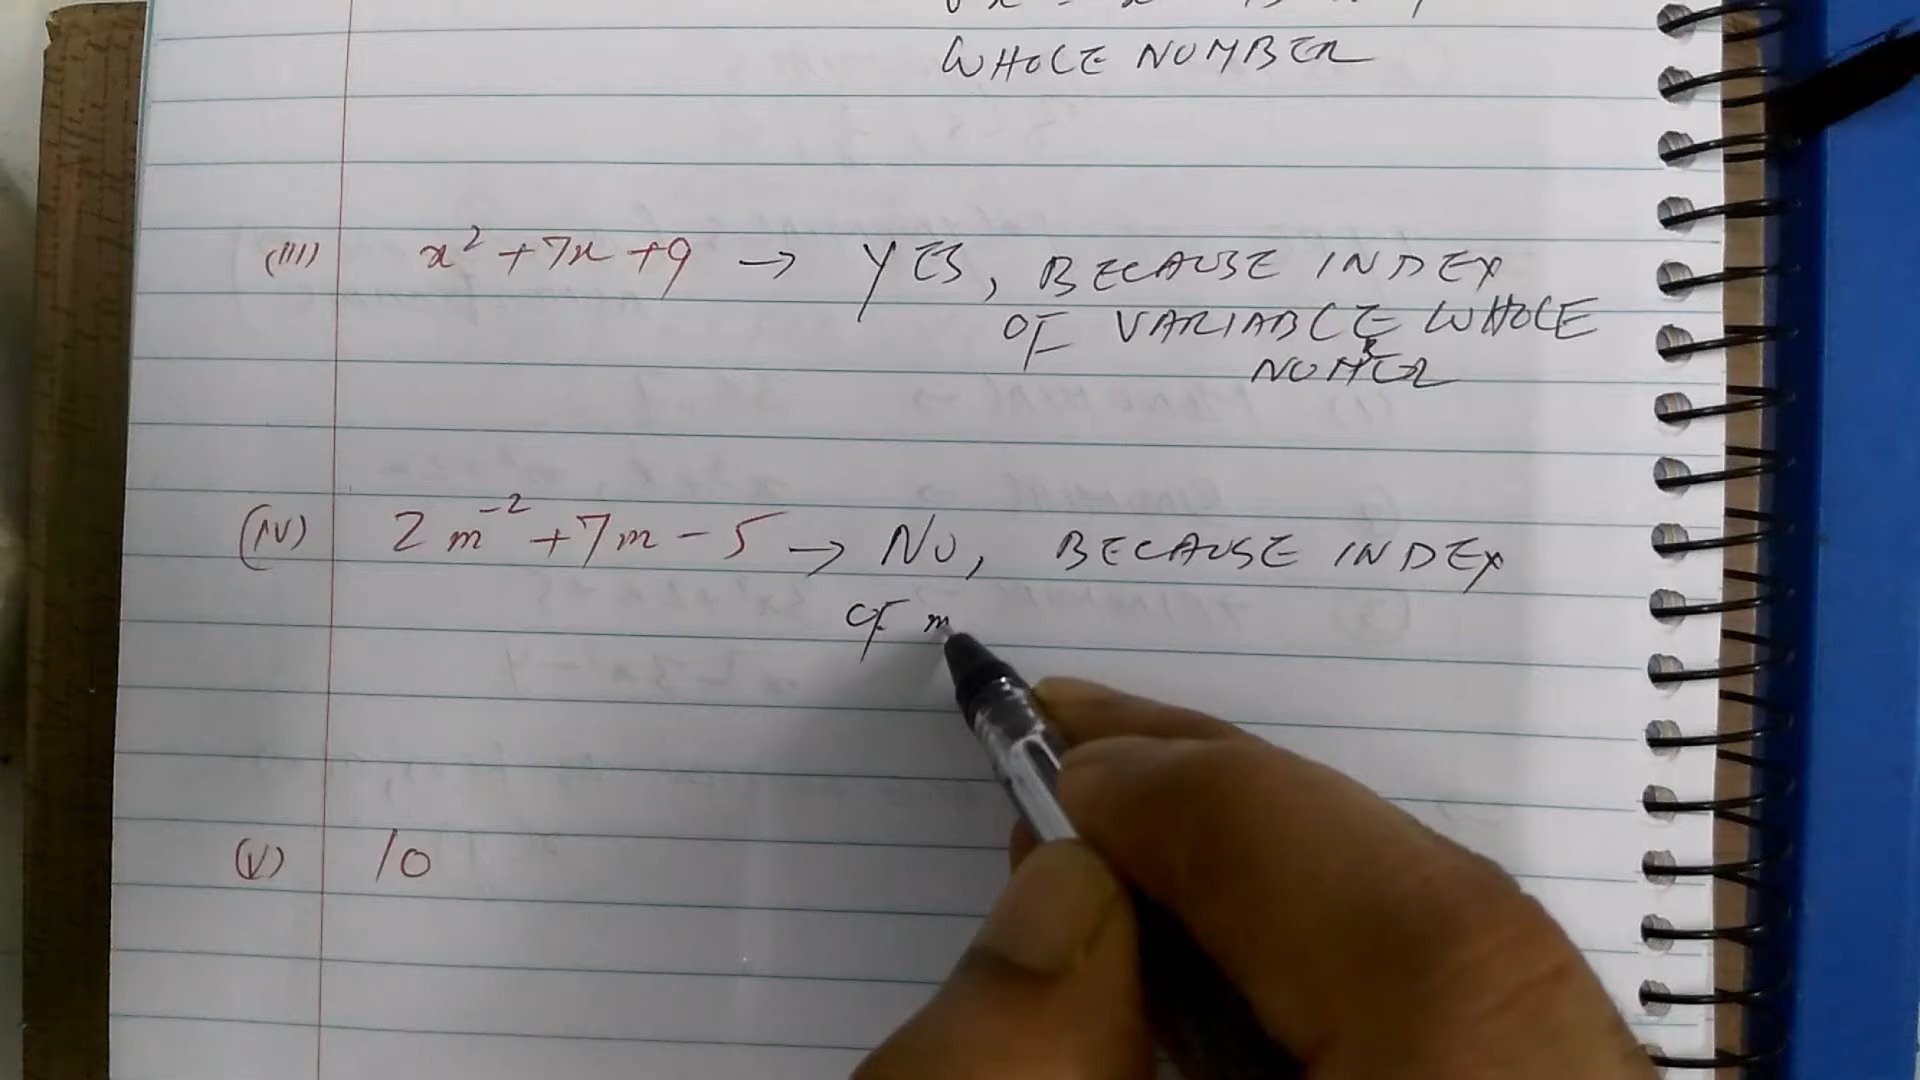 WHOLE NUMBER
(III) x² + 7x + 9 → YES, BECAUSE INDEX
OF VARIABLE WHOLE
NUMBER
(IV) 2m⁻² + 7m - 5 → NO, BECAUSE INDEX
OF m
(V) 10